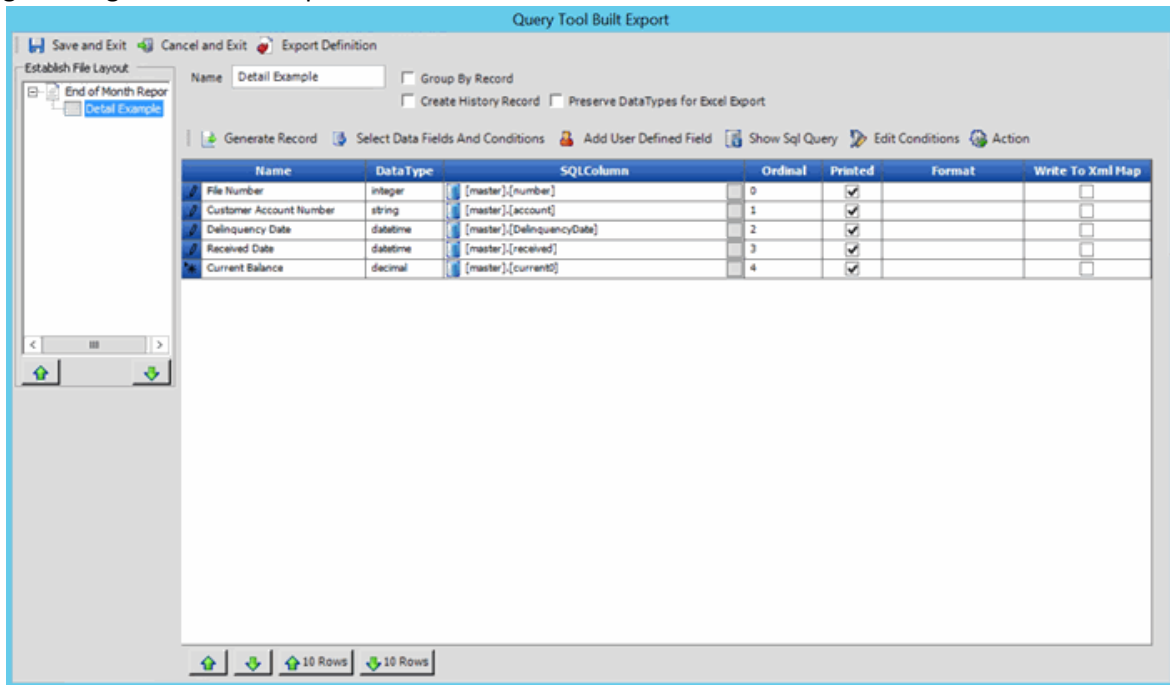 Query Tool Built Export
Save and Exit Cancel and Exit Export Definition
Establish File Layout
End of Month Repor
Detail Example
Name Detail Example Group By Record
Create History Record Preserve DataTypes for Excel Export
Generate Record Select Data Fields And Conditions Add User Defined Field Show Sql Query Edit Conditions Action
Name DataType SQLColumn Ordinal Printed Format Write To Xml Map
File Number integer [master].[number] 0
Customer Account Number string [master].[account] 1
Delinquency Date datetime [master].[DelinquencyDate] 2
Received Date datetime [master].[received] 3
Current Balance decimal [master].[current0] 4
10 Rows 10 Rows